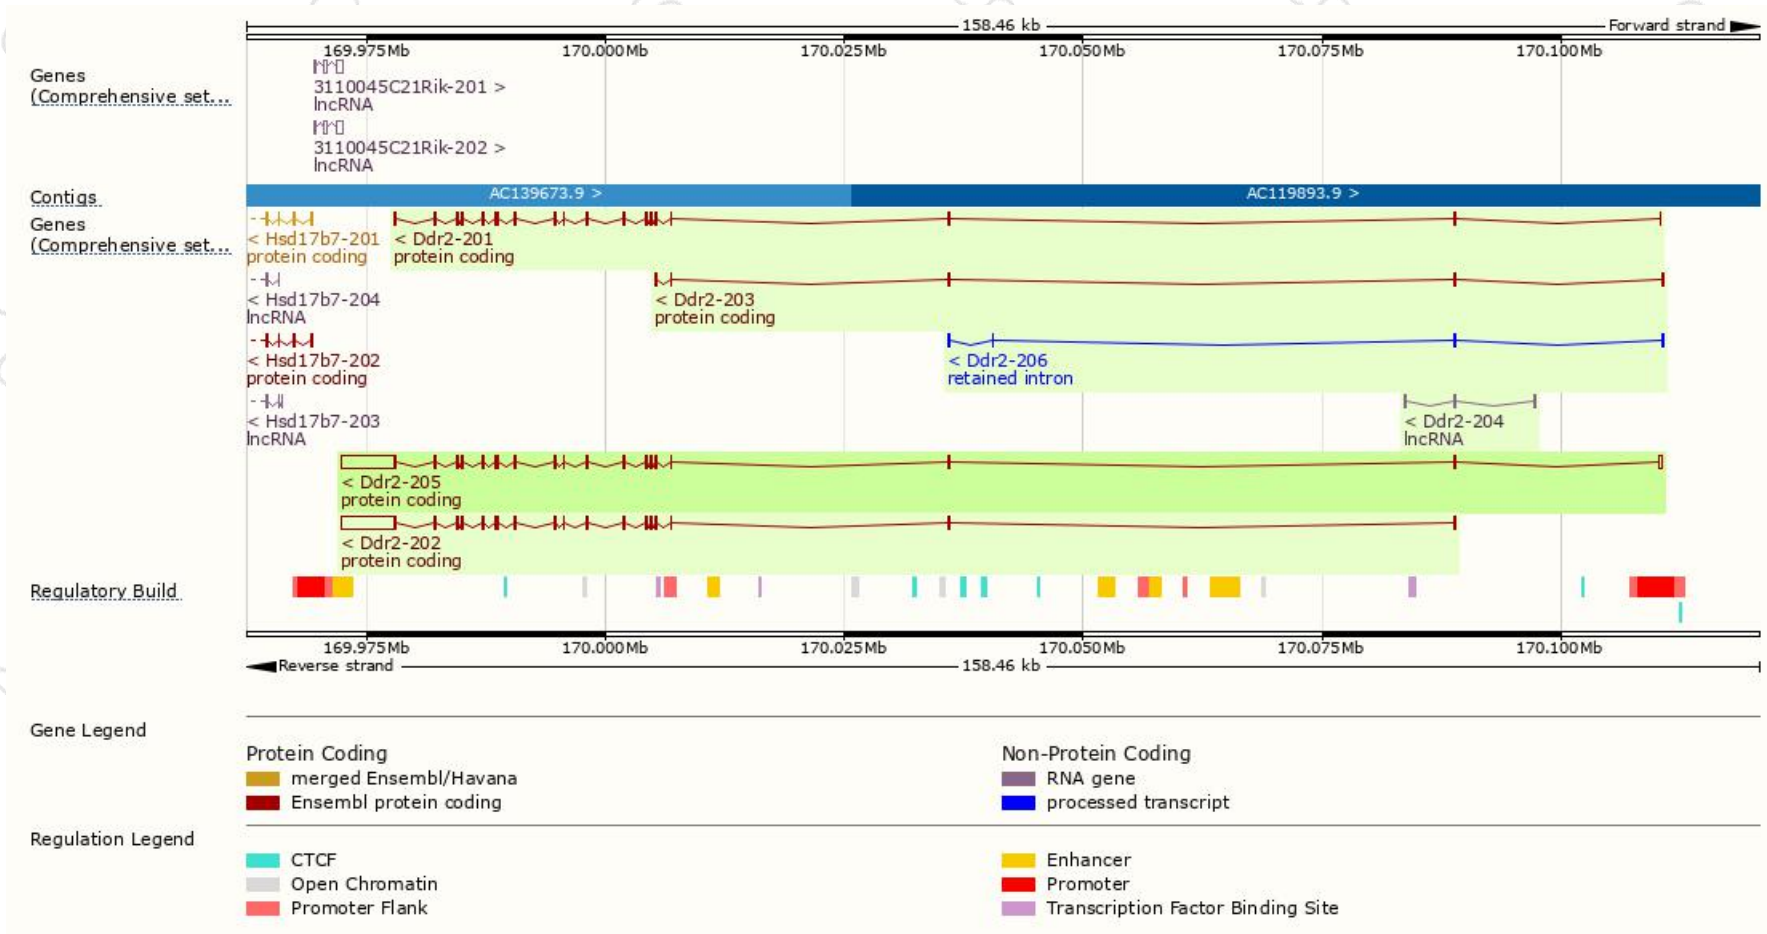 158.46 kb
Forward strand
169.975Mb 170.000Mb 170.025Mb 170.050Mb 170.075Mb 170.100Mb
Genes
(Comprehensive set...
3110045C21Rik-201 >
lncRNA
3110045C21Rik-202 >
lncRNA
Contigs
AC139673.9 > AC119893.9 >
Genes
(Comprehensive set...
< Hsd17b7-201 < Ddr2-201
protein coding protein coding
< Hsd17b7-204 < Ddr2-203
lncRNA protein coding
< Hsd17b7-202 < Ddr2-206
protein coding retained intron
< Hsd17b7-203 < Ddr2-204
lncRNA lncRNA
< Ddr2-205
protein coding
< Ddr2-202
protein coding
Regulatory Build
169.975Mb 170.000Mb 170.025Mb 170.050Mb 170.075Mb 170.100Mb
Reverse strand 158.46 kb
Gene Legend
Protein Coding Non-Protein Coding
merged Ensembl/Havana RNA gene
Ensembl protein coding processed transcript
Regulation Legend
CTCF Enhancer
Open Chromatin Promoter
Promoter Flank Transcription Factor Binding Site